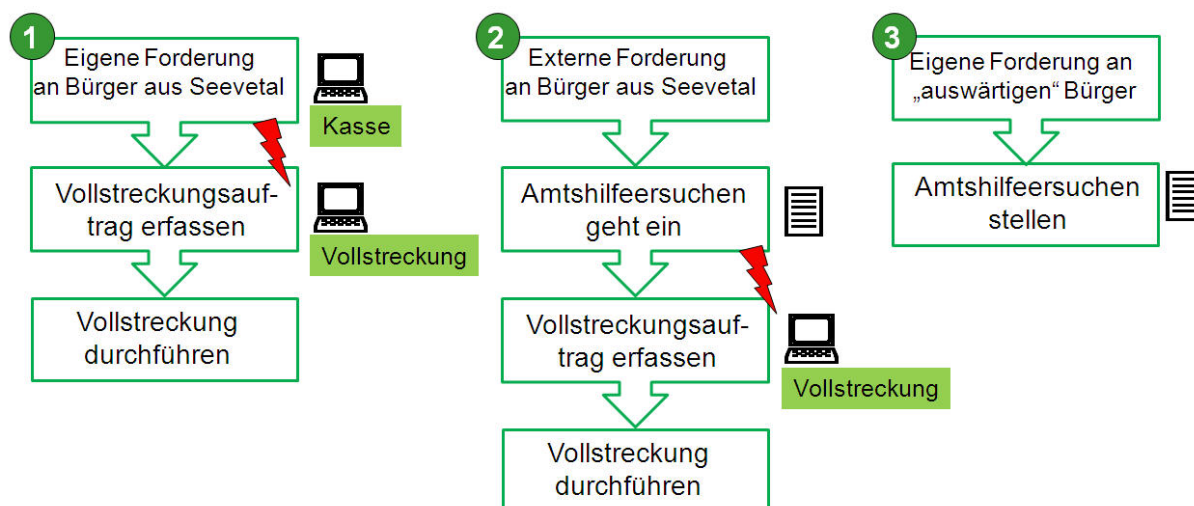 1
Eigene Forderung
an Bürger aus Seevetal
Kasse
Vollstreckungsauf-
trag erfassen
Vollstreckung
Vollstreckung
durchführen
2
Externe Forderung
an Bürger aus Seevetal
Amtshilfeersuchen
geht ein
Vollstreckungsauf-
trag erfassen
Vollstreckung
Vollstreckung
durchführen
3
Eigene Forderung an
„auswärtigen“ Bürger
Amtshilfeersuchen
stellen